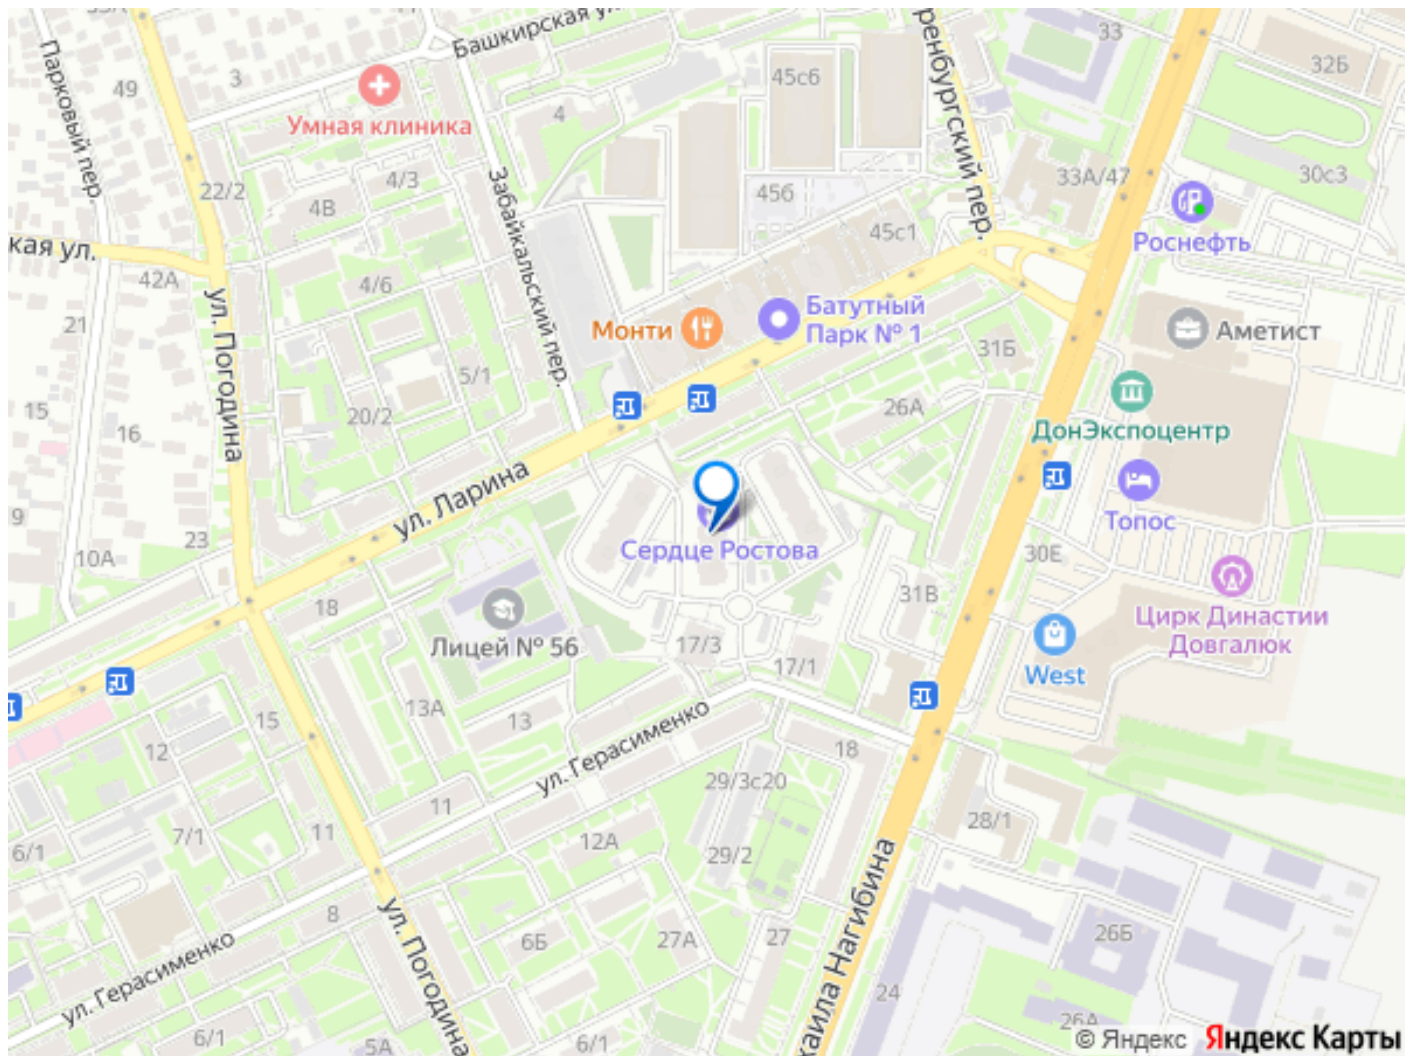 Башкирская ул.
33
32Б
49
3
45с6
Парковый пер.
Умная клиника
4
Оренбургский пер.
22/2
4/3
4В
Забайкальский пер.
456
33А/47
30с3
45с1
Роснефть
кая ул.
42А
4/6
21
ул. Погодина
Монти
Батутный
Парк № 1
31Б
Аметист
5/1
15
16
20/2
26А
ДонЭкспоцентр
ул. Ларина
Топос
9
23
10А
Сердце Ростова
30Е
18
31В
Цирк Династии
Довгалюк
Лицей № 56
17/3
17/1
West
13А
13
15
ул. Герасименко
12
18
29/3с20
11
7/1
11
6/1
12А
28/1
29/2
8
ул. Погодина
6Б
27А
27
хаила Нагибина
26Б
ул. Герасименко
24
6/1
5А
6/1
26А
© Яндекс Яндекс Карты